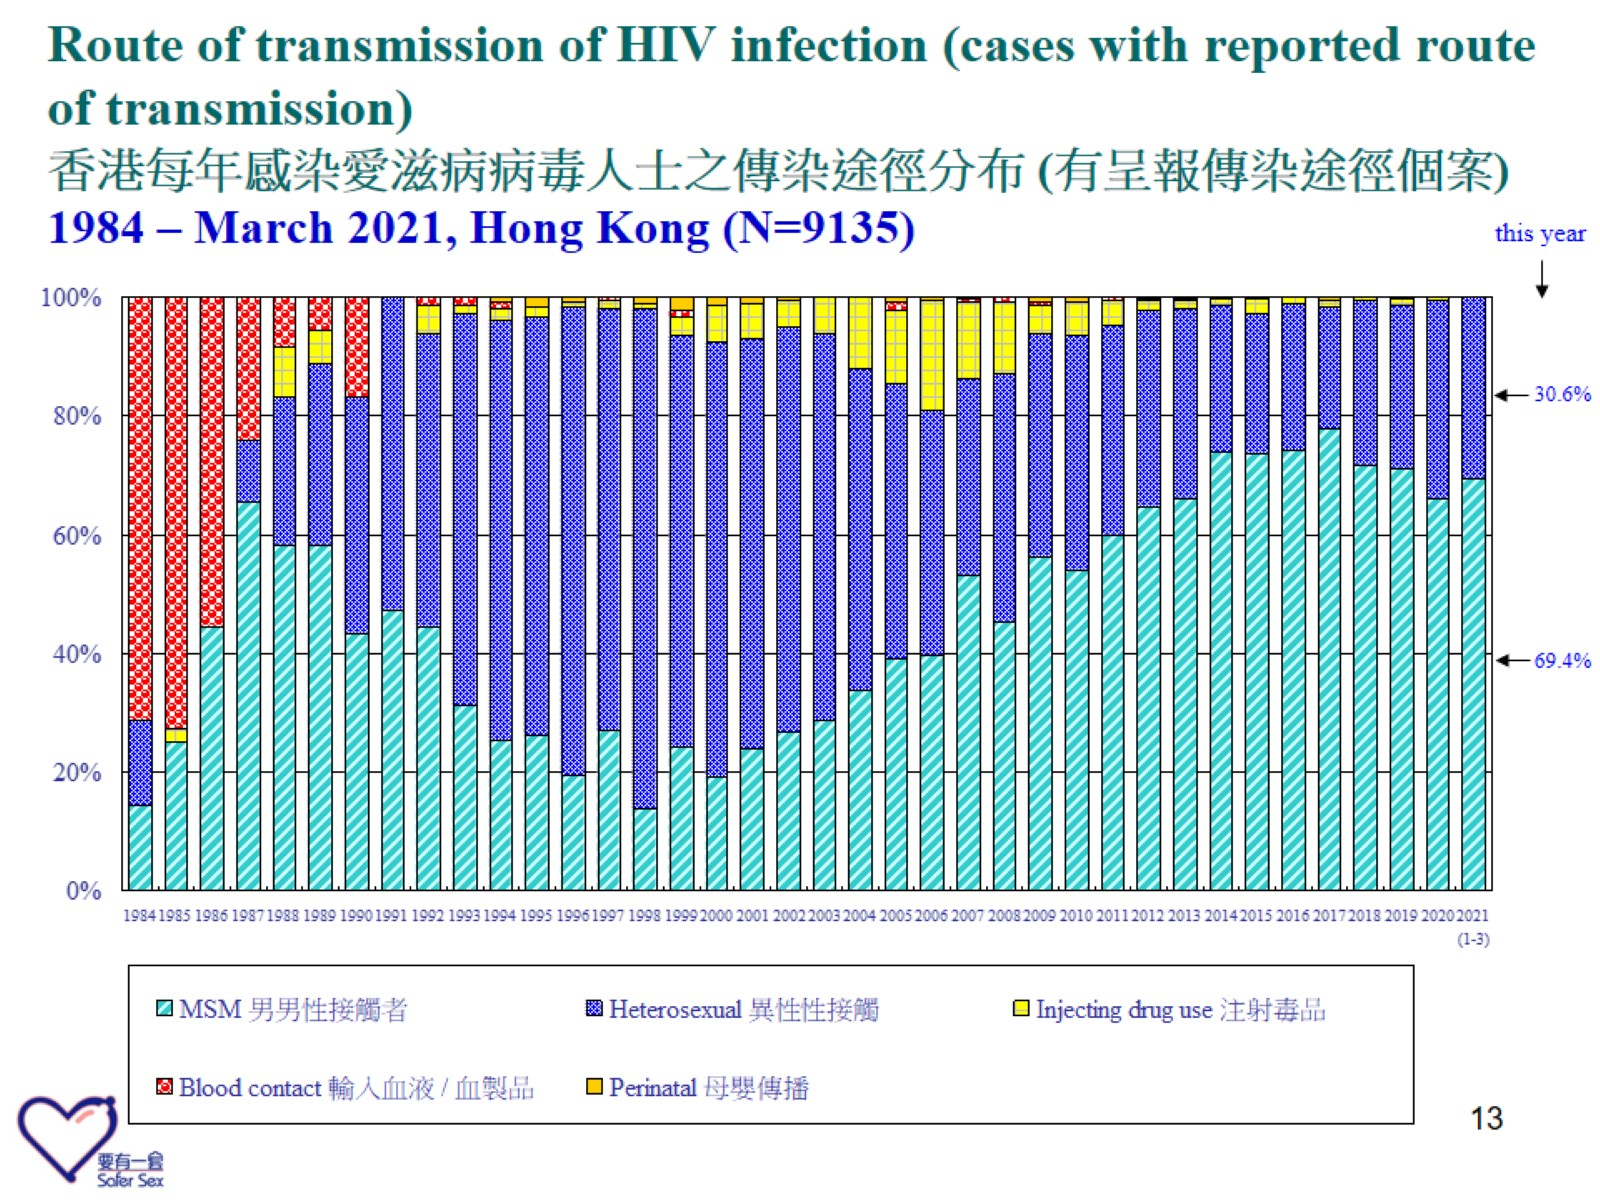 Route of transmission of HIV infection (cases with reported route
of transmission)
香港每年感染愛滋病病毒人士之傳染途徑分布 (有呈報傳染途徑個案)
1984 – March 2021, Hong Kong (N=9135)
this year
100%
80%
60%
40%
20%
0%
30.6%
69.4%
1984 1985 1986 1987 1988 1989 1990 1991 1992 1993 1994 1995 1996 1997 1998 1999 2000 2001 2002 2003 2004 2005 2006 2007 2008 2009 2010 2011 2012 2013 2014 2015 2016 2017 2018 2019 2020 2021
(1-3)
MSM 男男性接觸者
Heterosexual 異性性接觸
Injecting drug use 注射毒品
Blood contact 輸入血液 / 血製品
Perinatal 母嬰傳播
13
要有一套
Safer Sex